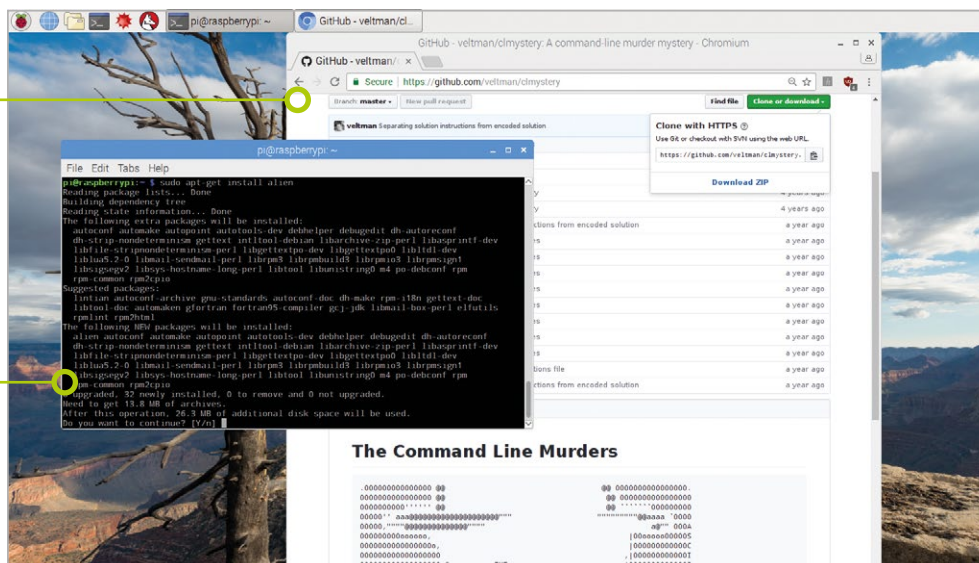 pi@raspberrypi: ~
GitHub - veltman/cl...
GitHub - veltman/clmystery: A command-line murder mystery - Chromium
GitHub - veltman/
Secure | https://github.com/veltman/clmystery
Branch: master
New pull request
Find file
Clone or download
veltman Separating solution instructions from encoded solution
Clone with HTTPS
Use Git or checkout with SVN using the web URL.
https://github.com/veltman/clmystery.
Download ZIP
4 years ago
4 years ago
ctions from encoded solution
a year ago
es
a year ago
a year ago
es
a year ago
es
a year ago
es
a year ago
es
a year ago
es
a year ago
tions file
a year ago
ctions from encoded solution
a year ago
pi@raspberrypi: ~
File Edit Tabs Help
pi@raspberrypi:~ $ sudo apt-get install alien
Reading package lists... Done
Building dependency tree
Reading state information... Done
The following extra packages will be installed:
autoconf automake autopoint autotools-dev debhelper debugedit dh-autoreconf
dh-strip-nondeterminism gettext intltool-debian libarchive-zip-perl libasprintf-dev
libfile-stripnondeterminism-perl libgettextpo-dev libgettextpo0 libltdl-dev
liblua5.2-0 libmail-sendmail-perl librpm3 librpmbuild3 librpmio3 librpmsign1
libsigsegv2 libsys-hostname-long-perl libtool libunistring0 m4 po-debconf rpm
rpm-common rpm2cpio
Suggested packages:
lintian autoconf-archive gnu-standards autoconf-doc dh-make rpm-i18n gettext-doc
libtool-doc automaken gfortran fortran95-compiler gcj-jdk libmail-box-perl elfutils
rpmlint rpm2html
The following NEW packages will be installed:
alien autoconf automake autopoint autotools-dev debhelper debugedit dh-autoreconf
dh-strip-nondeterminism gettext intltool-debian libarchive-zip-perl libasprintf-dev
libfile-stripnondeterminism-perl libgettextpo-dev libgettextpo0 libltdl-dev
liblua5.2-0 libmail-sendmail-perl librpm3 librpmbuild3 librpmio3 librpmsign1
libsigsegv2 libsys-hostname-long-perl libtool libunistring0 m4 po-debconf rpm
rpm-common rpm2cpio
upgraded, 32 newly installed, 0 to remove and 0 not upgraded.
Need to get 13.8 MB of archives.
After this operation, 26.3 MB of additional disk space will be used.
Do you want to continue? [Y/n]
The Command Line Murders